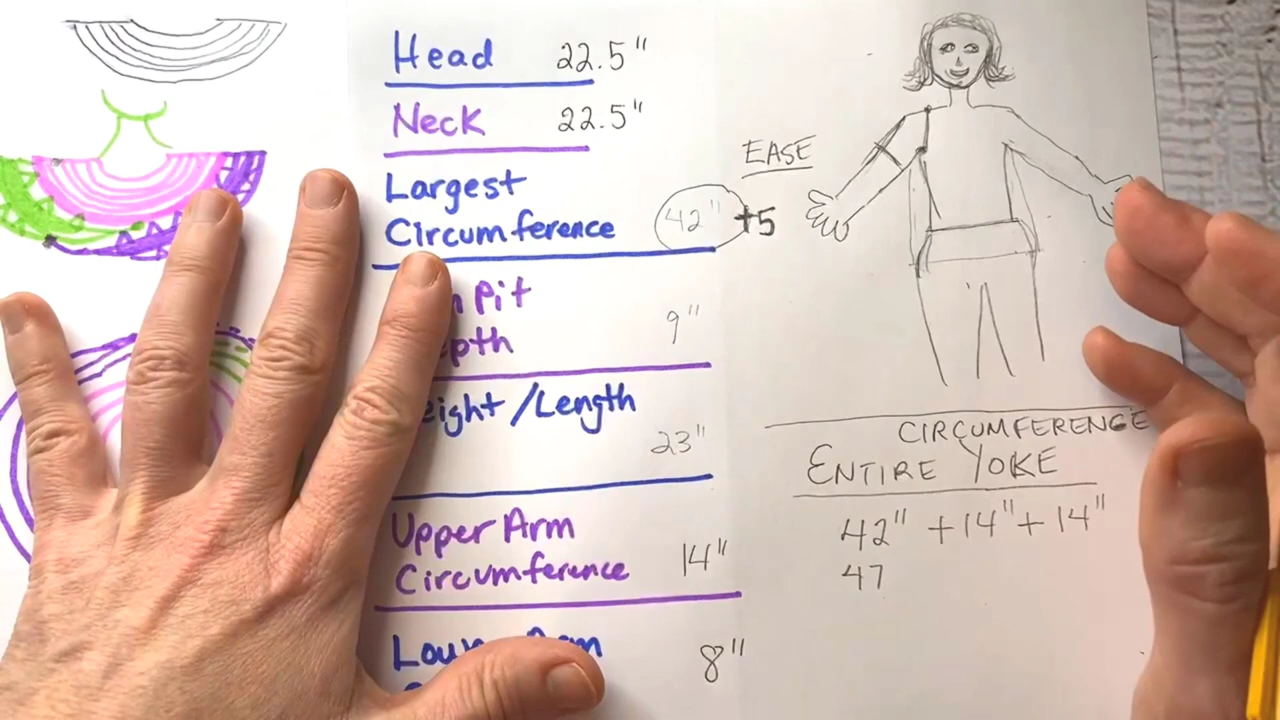 Head 22.5"
Neck 22.5"
Largest
Circumference 42" +5
Pit
9"
/Length
23"
Upper Arm
Circumference 14"
8"
EASE
CIRCUMFERENCE
ENTIRE YOKE
42" +14" + 14"
47